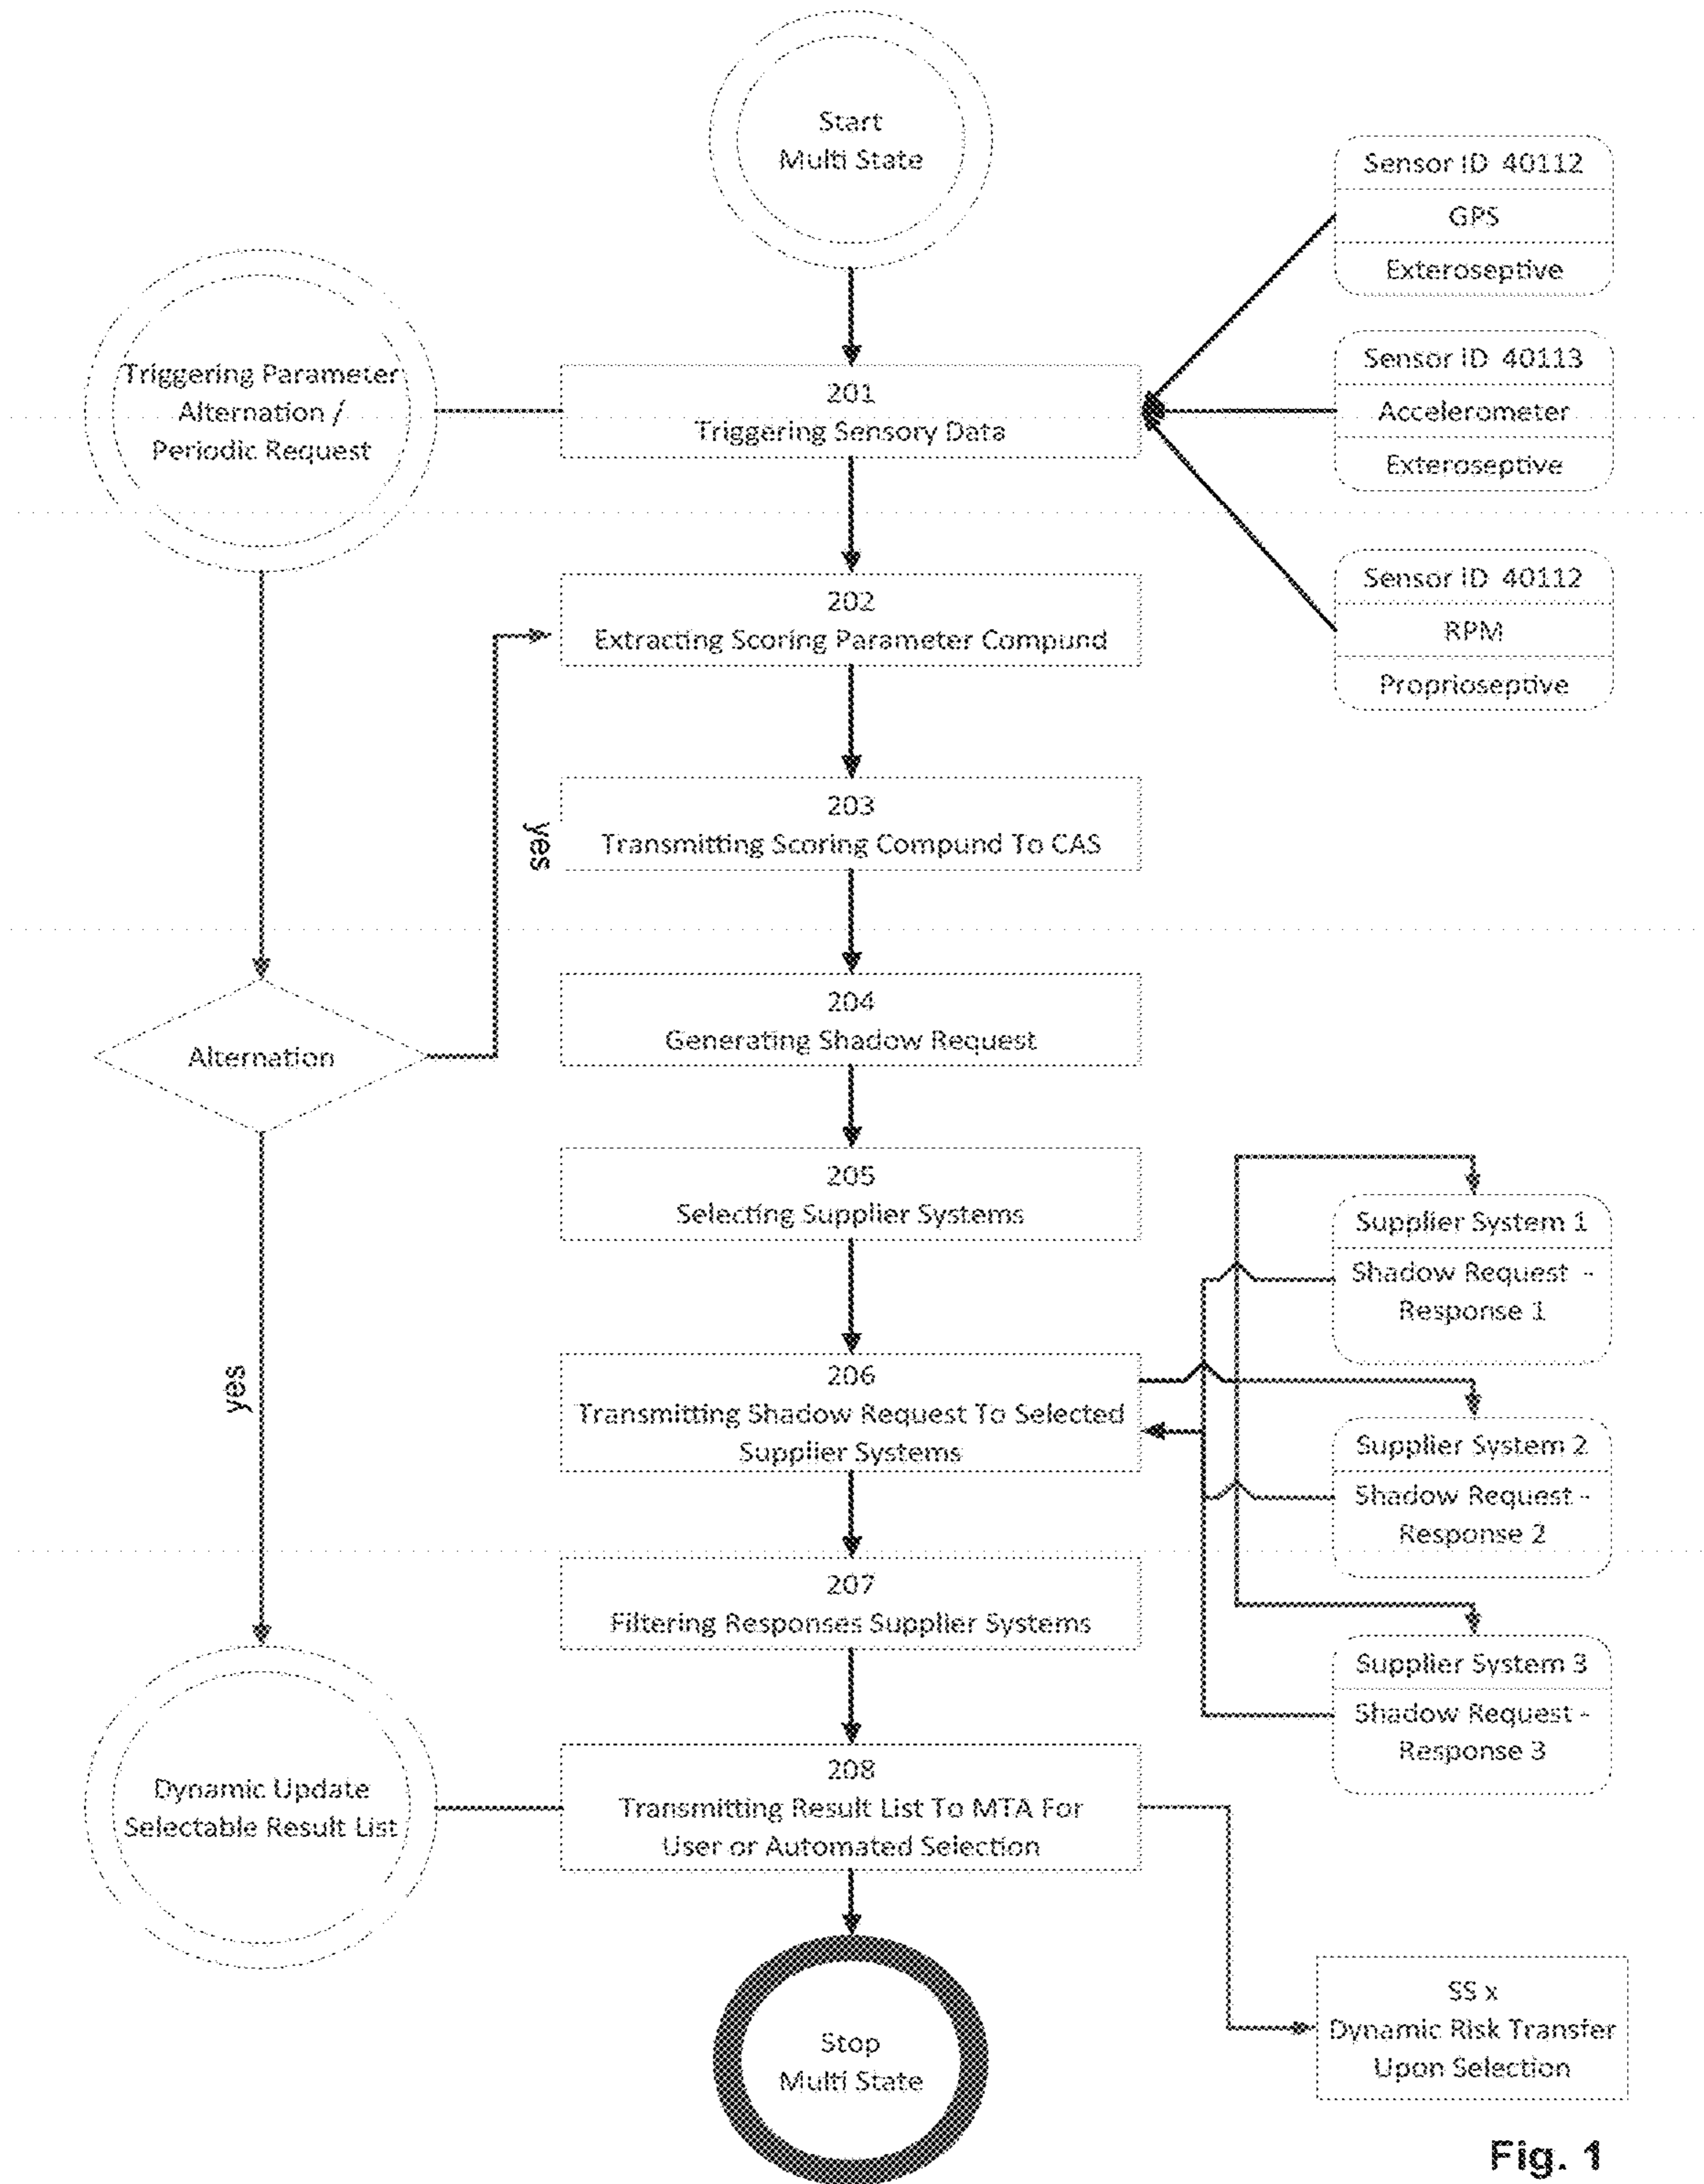 Start
Multi State
Sensor ID 40112
GPS
Exteroseptive
Triggering Parameter
Alternation /
Periodic Request
201
Triggering Sensory Data
Sensor ID 40113
Accelerometer
Exteroseptive
202
Extracting Scoring Parameter Compund
Sensor ID 40112
RPM
Proprioseptive
yes
203
Transmitting Scoring Compund To CAS
Alternation
204
Generating Shadow Request
205
Selecting Supplier Systems
Supplier System 1
Shadow Request -
Response 1
yes
206
Transmitting Shadow Request To Selected
Supplier Systems
Supplier System 2
Shadow Request -
Response 2
207
Filtering Responses Supplier Systems
Supplier System 3
Shadow Request -
Response 3
Dynamic Update
Selectable Result List
208
Transmitting Result List To MTA For
User or Automated Selection
Stop
Multi State
SS x
Dynamic Risk Transfer
Upon Selection
Fig. 1